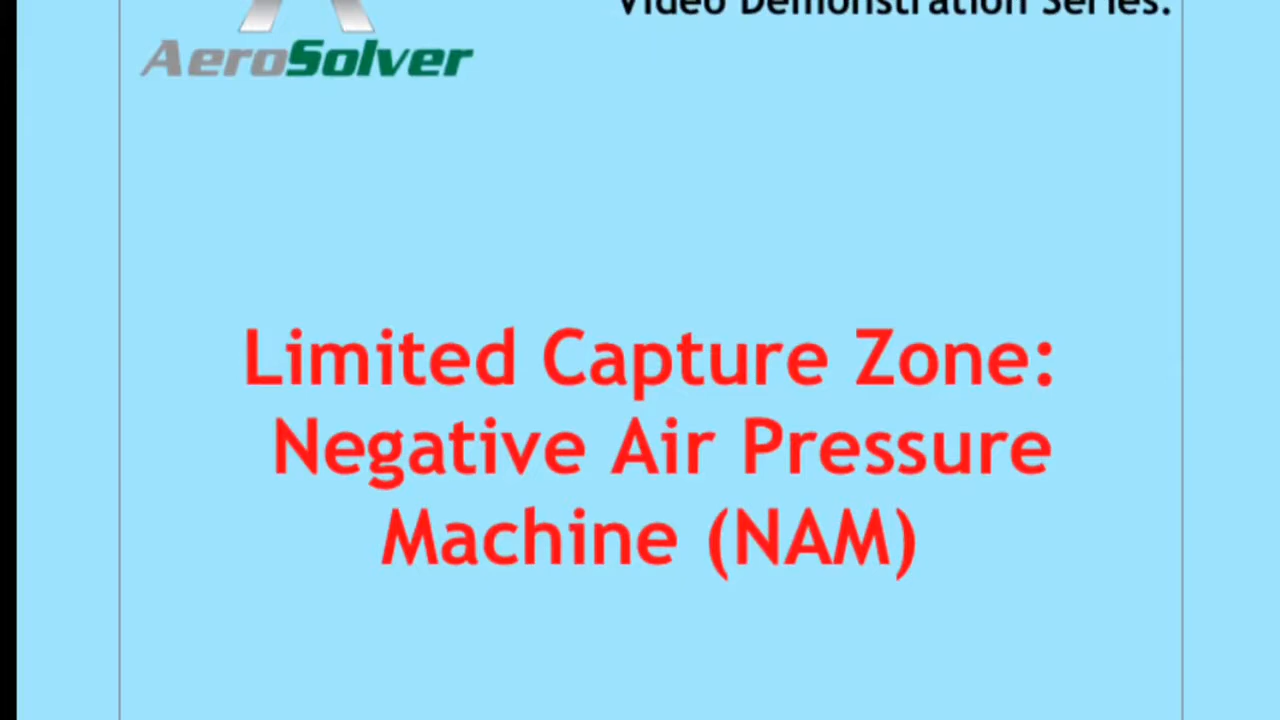 Video Demonstration Series:
AeroSolver
Limited Capture Zone:
Negative Air Pressure
Machine (NAM)